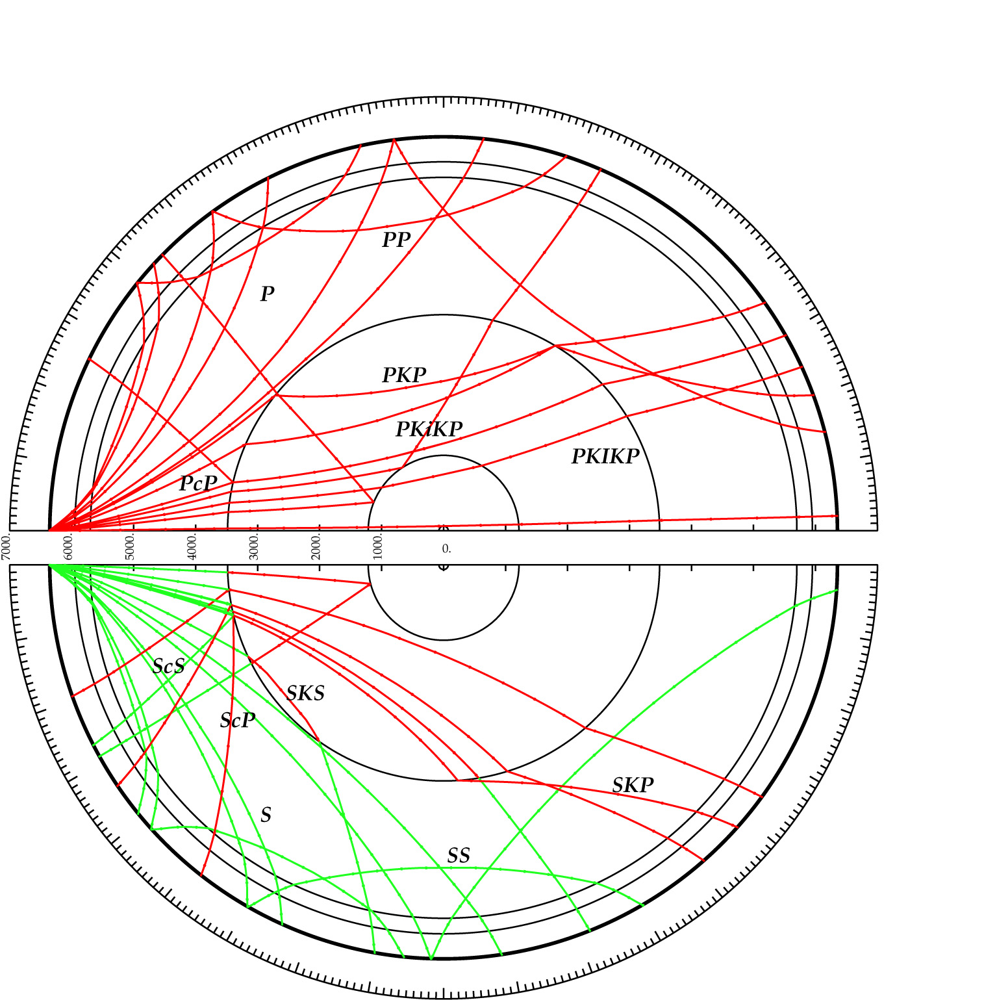 PP
P
PKP
PKiKP
PKIKP
PcP
7000. 6000. 5000. 4000. 3000. 2000. 1000. 0.
ScS
SKS
ScP
SKP
S
SS